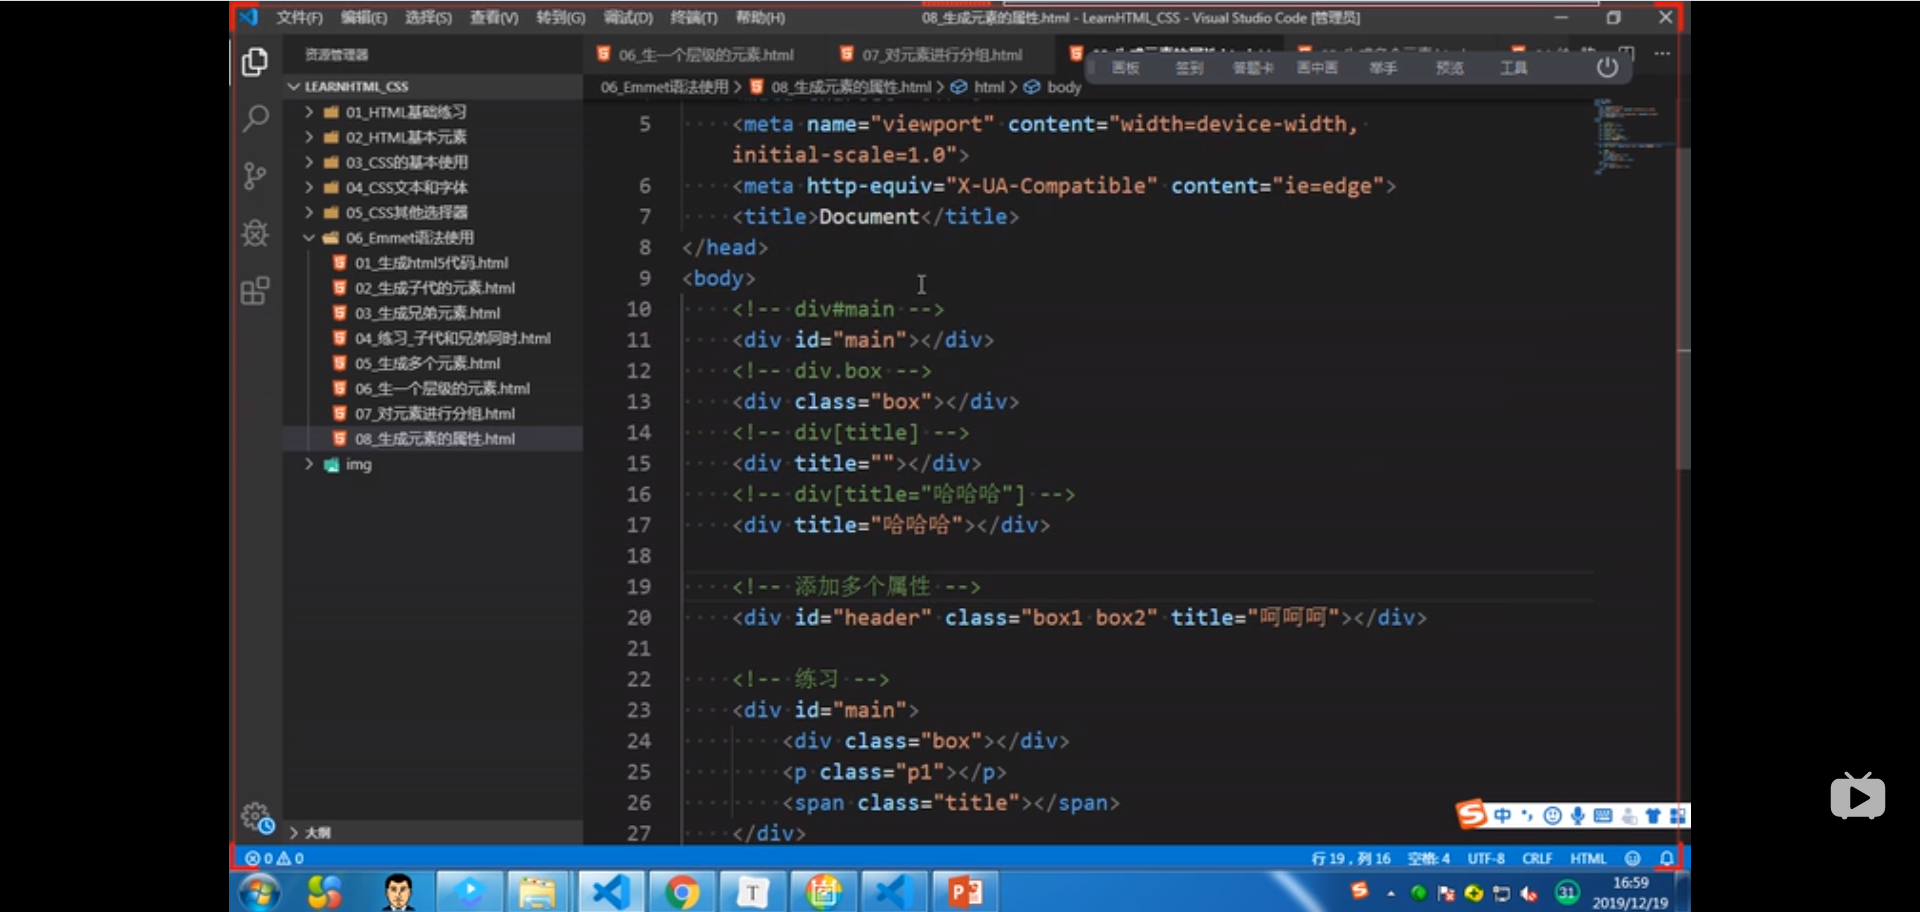 文件(F) 编辑(E) 选择(S) 查看(V) 转到(G) 调试(D) 终端(T) 帮助(H) 08_生成元素的属性.html - LearnHTML_CSS - Visual Studio Code [管理员]
资源管理器
06_生一个层级的元素.html 07_对元素进行分组.html
画板 签到 答题卡 画中画 举手 预览 工具
LEARNHTML_CSS
06_Emmet语法使用 > 08_生成元素的属性.html > html > body
01_HTML基础练习
02_HTML基本元素
03_CSS的基本使用
04_CSS文本和字体
05_CSS其他选择器
06_Emmet语法使用
01_生成html5代码.html
02_生成子代的元素.html
03_生成兄弟元素.html
04_练习_子代和兄弟同时.html
05_生成多个元素.html
06_生一个层级的元素.html
07_对元素进行分组.html
08_生成元素的属性.html
img
大纲
5 <meta name="viewport" content="width=device-width,
initial-scale=1.0">
6 <meta http-equiv="X-UA-Compatible" content="ie=edge">
7 <title>Document</title>
8 </head>
9 <body>
10 <!-- div#main -->
11 <div id="main"></div>
12 <!-- div.box -->
13 <div class="box"></div>
14 <!-- div[title] -->
15 <div title=""></div>
16 <!-- div[title="哈哈哈"] -->
17 <div title="哈哈哈"></div>
18
19 <!-- 添加多个属性 -->
20 <div id="header" class="box1 box2" title="呵呵呵"></div>
21
22 <!-- 练习 -->
23 <div id="main">
24 <div class="box"></div>
25 <p class="p1"></p>
26 <span class="title"></span>
27 </div>
中
0 0 行 19，列 16 空格: 4 UTF-8 CRLF HTML
T P 31 16:59
2019/12/19